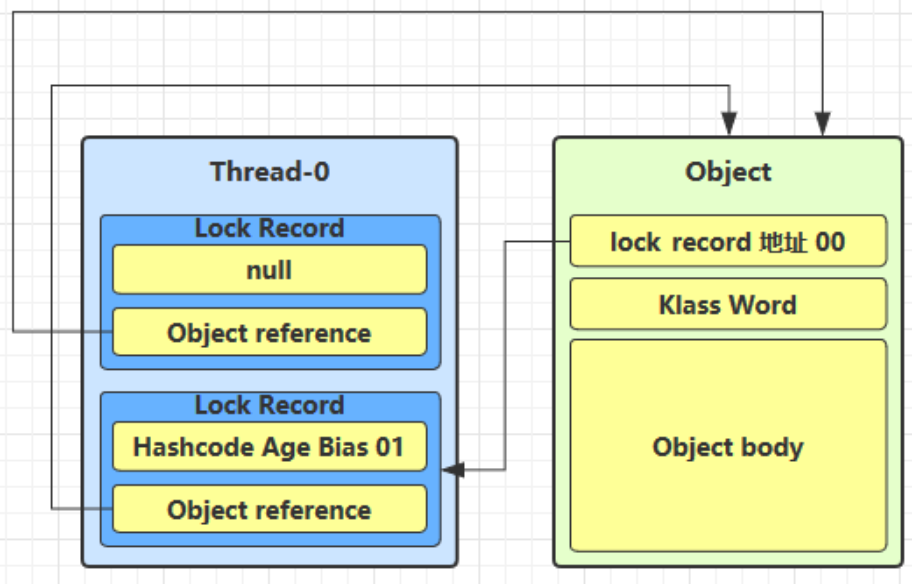 Thread-0
Lock Record
null
Object reference
Lock Record
Hashcode Age Bias 01
Object reference
Object
lock record 地址 00
Klass Word
Object body